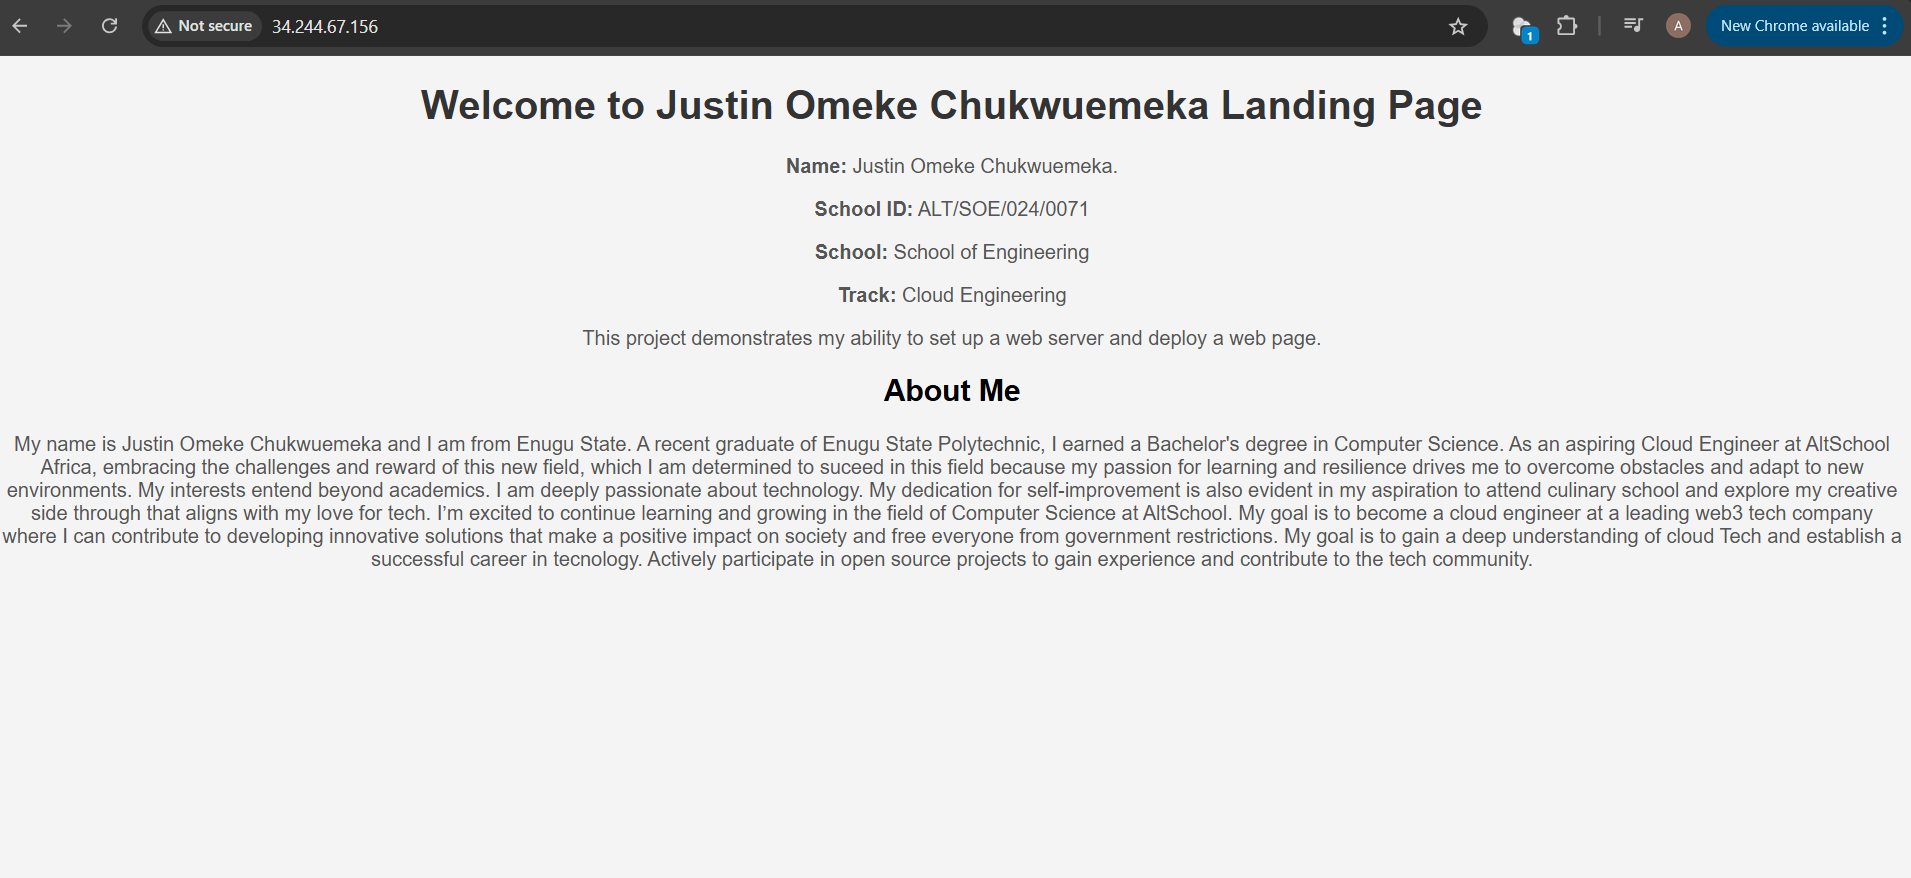 Not secure 34.244.67.156 1 A New Chrome available
Welcome to Justin Omeke Chukwuemeka Landing Page
Name: Justin Omeke Chukwuemeka.
School ID: ALT/SOE/024/0071
School: School of Engineering
Track: Cloud Engineering
This project demonstrates my ability to set up a web server and deploy a web page.
About Me
My name is Justin Omeke Chukwuemeka and I am from Enugu State. A recent graduate of Enugu State Polytechnic, I earned a Bachelor's degree in Computer Science. As an aspiring Cloud Engineer at AltSchool
Africa, embracing the challenges and reward of this new field, which I am determined to suceed in this field because my passion for learning and resilience drives me to overcome obstacles and adapt to new
environments. My interests entend beyond academics. I am deeply passionate about technology. My dedication for self-improvement is also evident in my aspiration to attend culinary school and explore my creative
side through that aligns with my love for tech. I’m excited to continue learning and growing in the field of Computer Science at AltSchool. My goal is to become a cloud engineer at a leading web3 tech company
where I can contribute to developing innovative solutions that make a positive impact on society and free everyone from government restrictions. My goal is to gain a deep understanding of cloud Tech and establish a
successful career in tecnology. Actively participate in open source projects to gain experience and contribute to the tech community.